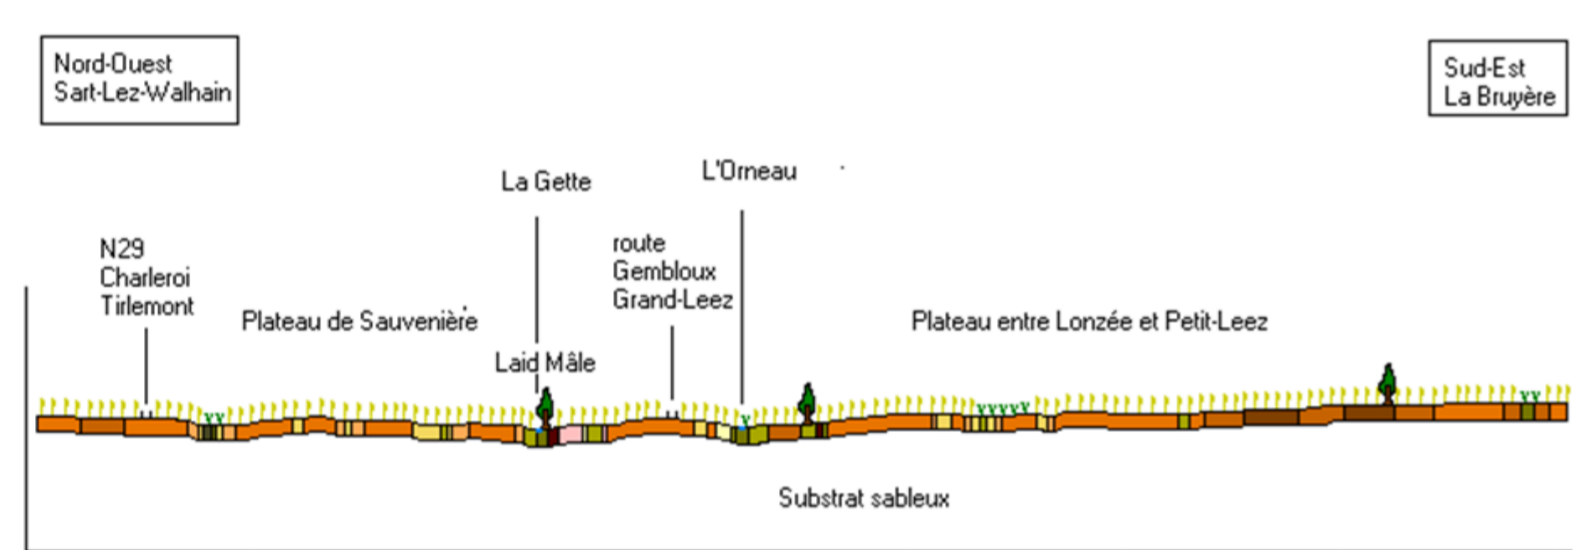 Nord-Ouest
Sart-Lez-Walhain
Sud-Est
La Bruyère
La Gette
L'Orneau
N29
Charleroi
Tirlemont
route
Gembloux
Grand-Leez
Plateau de Sauvenière
Plateau entre Lonzée et Petit-Leez
Laid Mâle
Substrat sableux